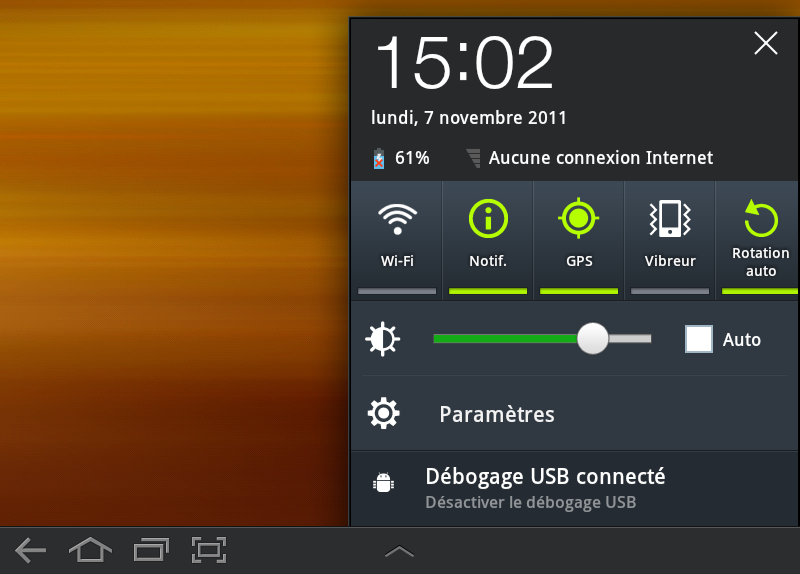 15:02
lundi, 7 novembre 2011
61% Aucune connexion Internet
Wi-Fi
Notif.
GPS
Vibreur
Rotation
auto
Auto
Paramètres
Débogage USB connecté
Désactiver le débogage USB